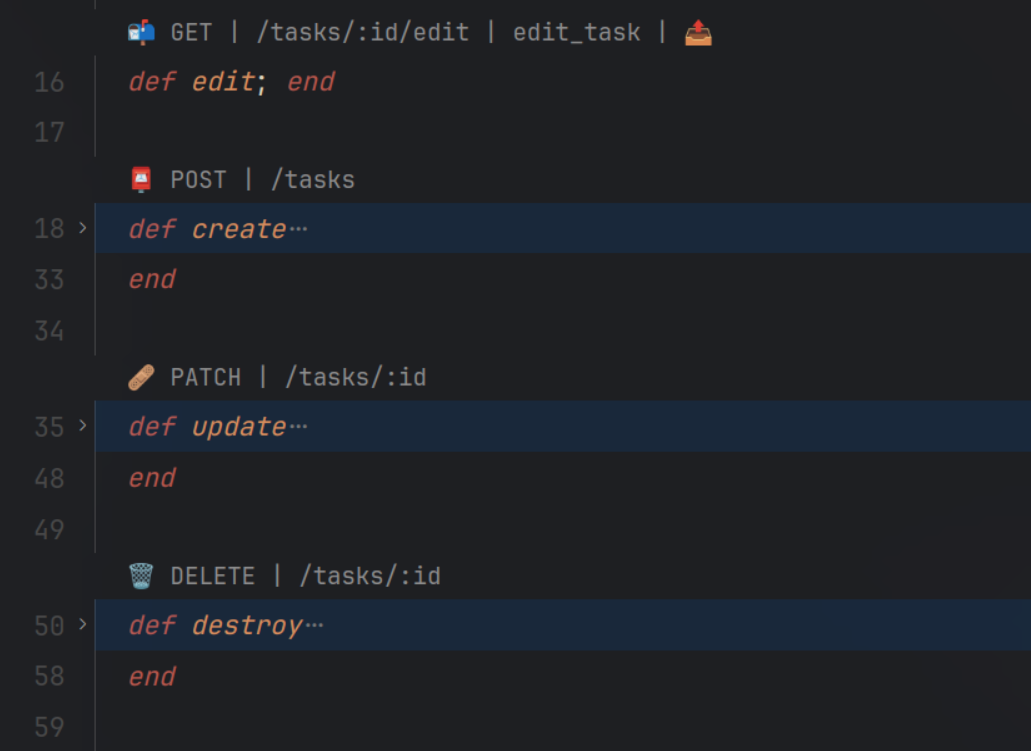 📬 GET | /tasks/:id/edit | edit_task | 📤
16 def edit; end
17
📮 POST | /tasks
18 > def create…
33 end
34
🩹 PATCH | /tasks/:id
35 > def update…
48 end
49
🗑️ DELETE | /tasks/:id
50 > def destroy…
58 end
59